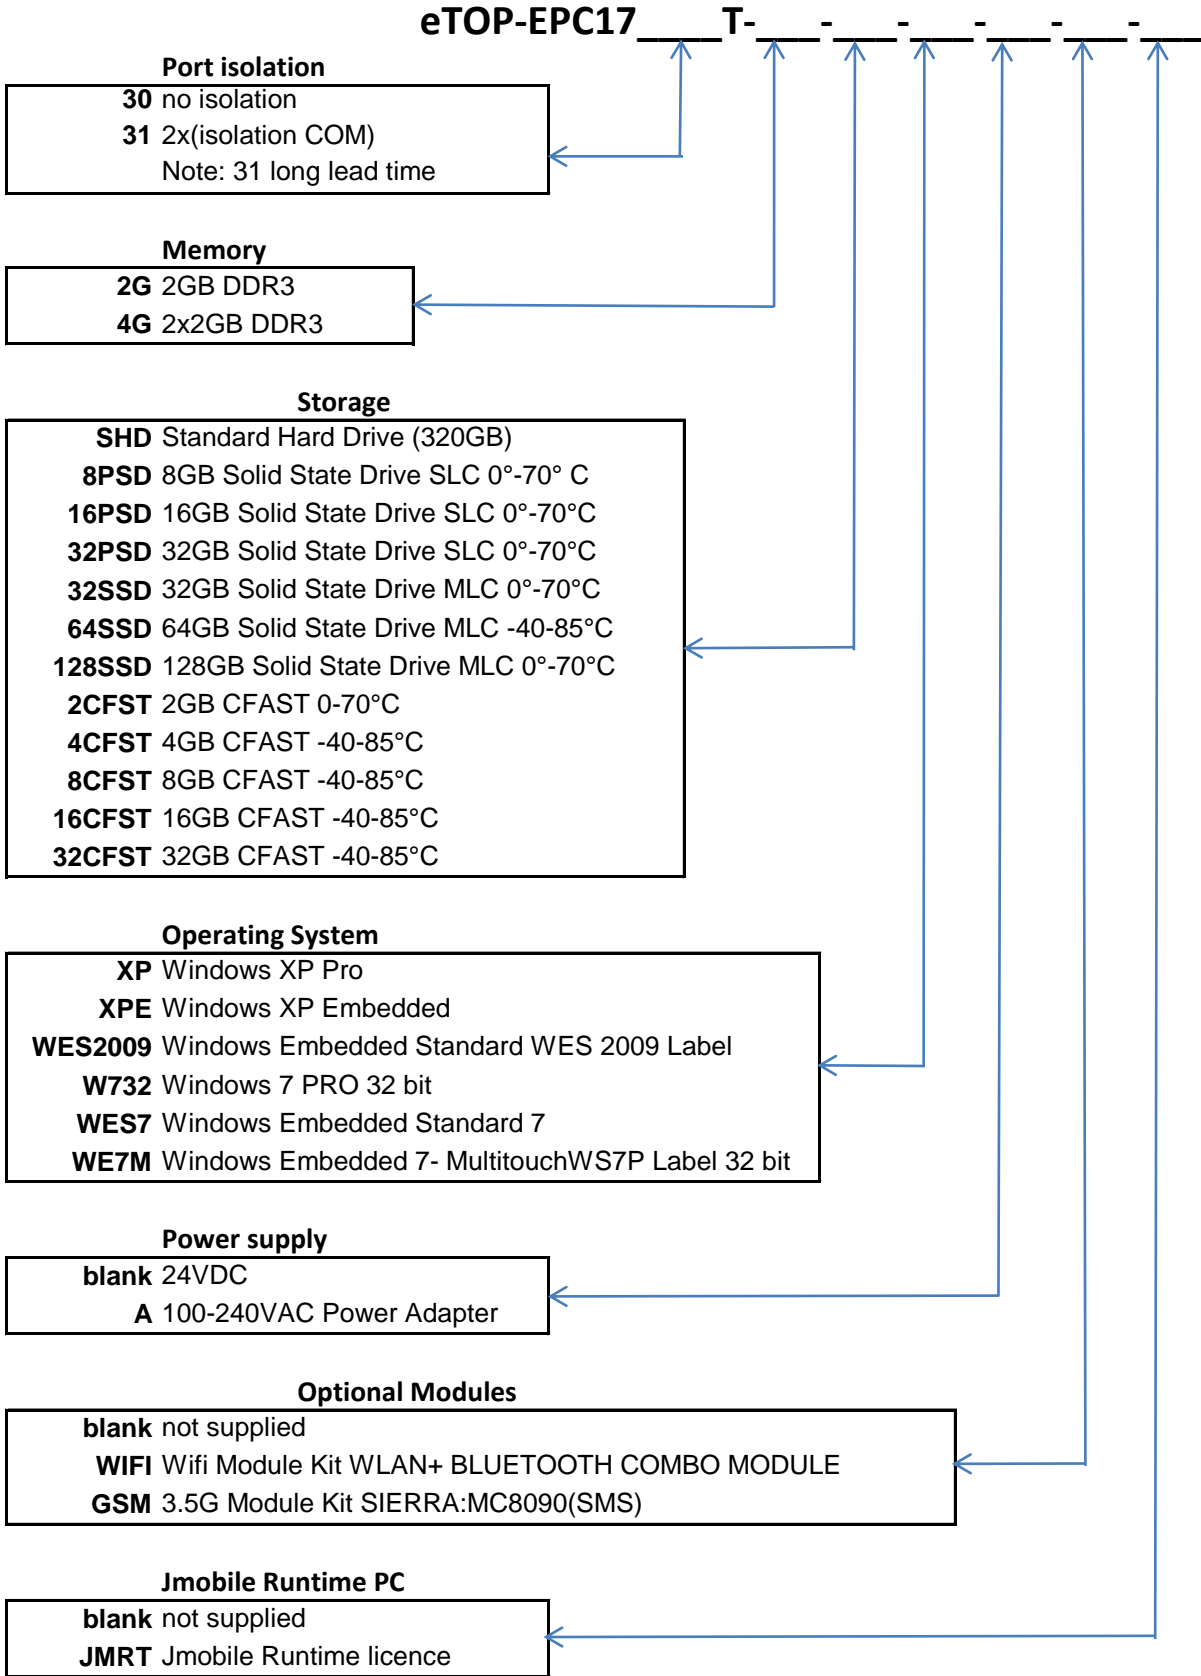 eTOP-EPC17____T-___-___-___-___-___-___
Port isolation
30 no isolation
31 2x(isolation COM)
Note: 31 long lead time
Memory
2G 2GB DDR3
4G 2x2GB DDR3
Storage
SHD Standard Hard Drive (320GB)
8PSD 8GB Solid State Drive SLC 0°-70° C
16PSD 16GB Solid State Drive SLC 0°-70°C
32PSD 32GB Solid State Drive SLC 0°-70°C
32SSD 32GB Solid State Drive MLC 0°-70°C
64SSD 64GB Solid State Drive MLC -40-85°C
128SSD 128GB Solid State Drive MLC 0°-70°C
2CFST 2GB CFAST 0-70°C
4CFST 4GB CFAST -40-85°C
8CFST 8GB CFAST -40-85°C
16CFST 16GB CFAST -40-85°C
32CFST 32GB CFAST -40-85°C
Operating System
XP Windows XP Pro
XPE Windows XP Embedded
WES2009 Windows Embedded Standard WES 2009 Label
W732 Windows 7 PRO 32 bit
WES7 Windows Embedded Standard 7
WE7M Windows Embedded 7- MultitouchWS7P Label 32 bit
Power supply
blank 24VDC
A 100-240VAC Power Adapter
Optional Modules
blank not supplied
WIFI Wifi Module Kit WLAN+ BLUETOOTH COMBO MODULE
GSM 3.5G Module Kit SIERRA:MC8090(SMS)
Jmobile Runtime PC
blank not supplied
JMRT Jmobile Runtime licence